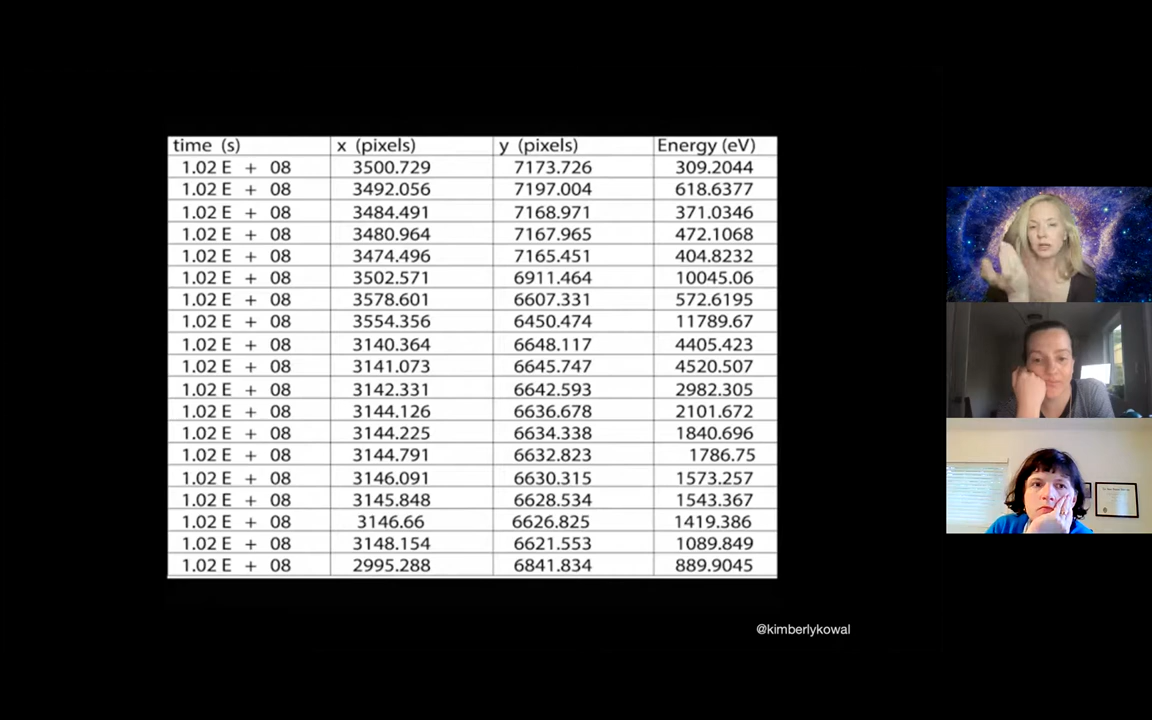 time (s) x (pixels) y (pixels) Energy (eV)
1.02 E + 08 3500.729 7173.726 309.2044
1.02 E + 08 3492.056 7197.004 618.6377
1.02 E + 08 3484.491 7168.971 371.0346
1.02 E + 08 3480.964 7167.965 472.1068
1.02 E + 08 3474.496 7165.451 404.8232
1.02 E + 08 3502.571 6911.464 10045.06
1.02 E + 08 3578.601 6607.331 572.6195
1.02 E + 08 3554.356 6450.474 11789.67
1.02 E + 08 3140.364 6648.117 4405.423
1.02 E + 08 3141.073 6645.747 4520.507
1.02 E + 08 3142.331 6642.593 2982.305
1.02 E + 08 3144.126 6636.678 2101.672
1.02 E + 08 3144.225 6634.338 1840.696
1.02 E + 08 3144.791 6632.823 1786.75
1.02 E + 08 3146.091 6630.315 1573.257
1.02 E + 08 3145.848 6628.534 1543.367
1.02 E + 08 3146.66 6626.825 1419.386
1.02 E + 08 3148.154 6621.553 1089.849
1.02 E + 08 2995.288 6841.834 889.9045
@kimberlykowal